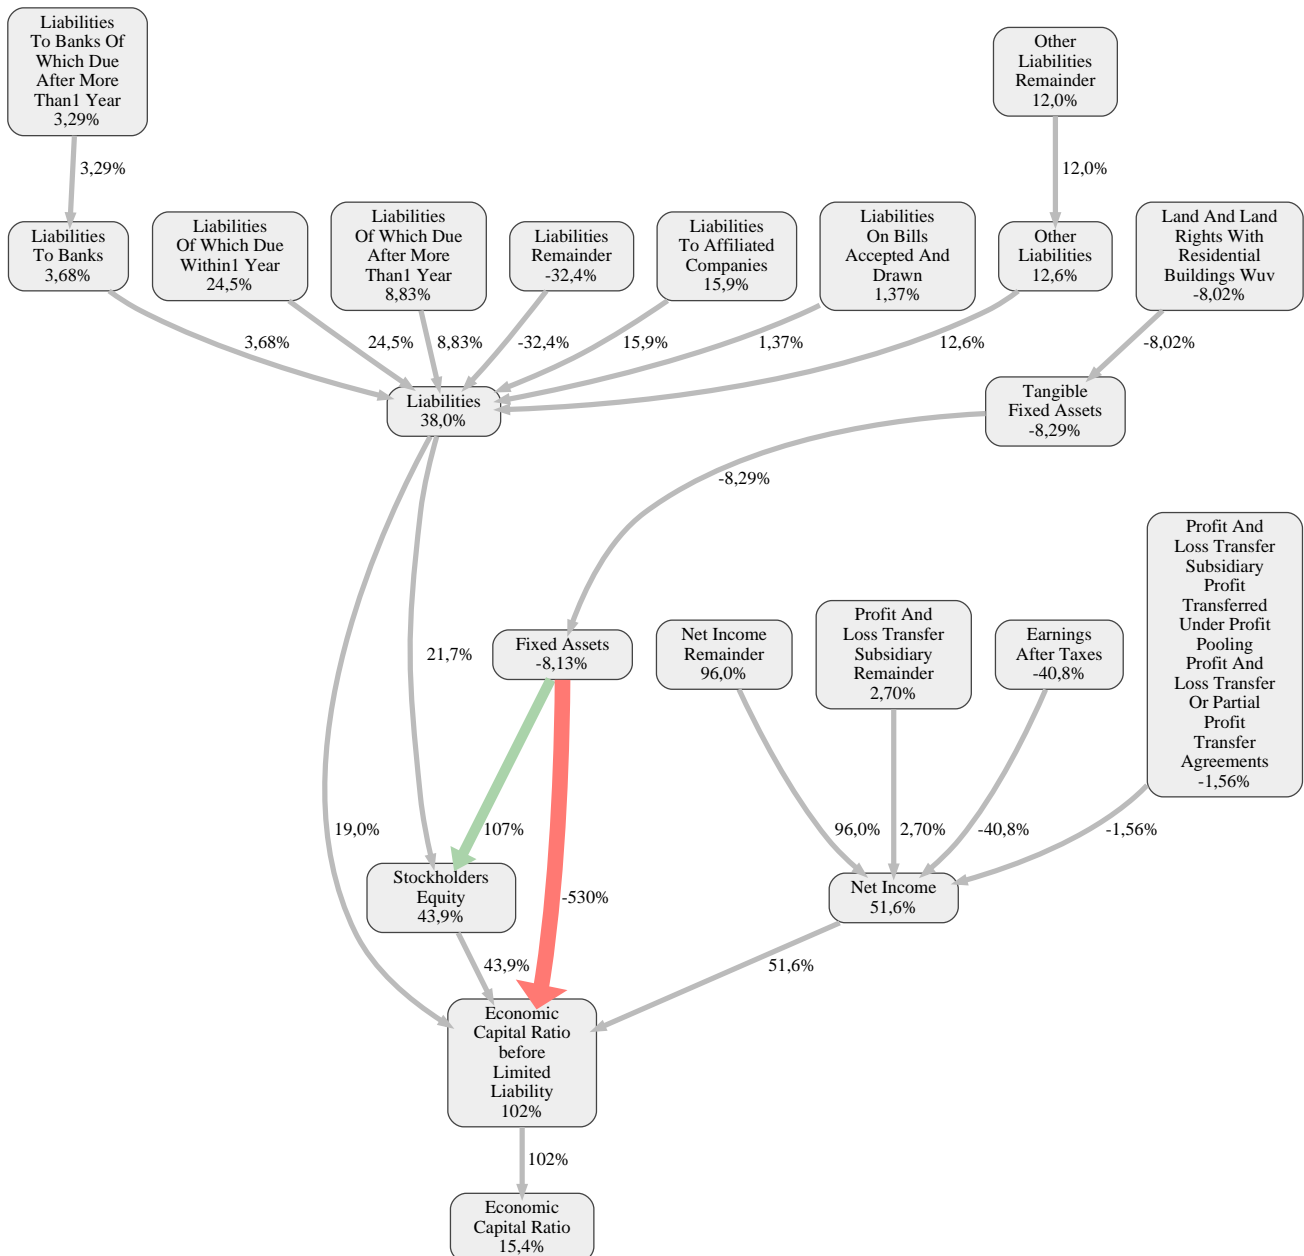 Liabilities
To Banks Of
Which Due
After More
Than1 Year
3,29%
Other
Liabilities
Remainder
12,0%
3,29%
12,0%
Liabilities
To Banks
3,68%
Liabilities
Of Which Due
Within1 Year
24,5%
Liabilities
Of Which Due
After More
Than1 Year
8,83%
Liabilities
Remainder
-32,4%
Liabilities
To Affiliated
Companies
15,9%
Liabilities
On Bills
Accepted And
Drawn
1,37%
Other
Liabilities
12,6%
Land And Land
Rights With
Residential
Buildings Wuv
-8,02%
3,68%
24,5%
8,83%
-32,4%
15,9%
1,37%
12,6%
-8,02%
Liabilities
38,0%
Tangible
Fixed Assets
-8,29%
-8,29%
Profit And
Loss Transfer
Subsidiary
Profit
Transferred
Under Profit
Pooling
Profit And
Loss Transfer
Or Partial
Profit
Transfer
Agreements
-1,56%
21,7%
Fixed Assets
-8,13%
Net Income
Remainder
96,0%
Profit And
Loss Transfer
Subsidiary
Remainder
2,70%
Earnings
After Taxes
-40,8%
19,0%
107%
96,0%
2,70%
-40,8%
-1,56%
Stockholders
Equity
43,9%
-530%
Net Income
51,6%
43,9%
51,6%
Economic
Capital Ratio
before
Limited
Liability
102%
102%
Economic
Capital Ratio
15,4%